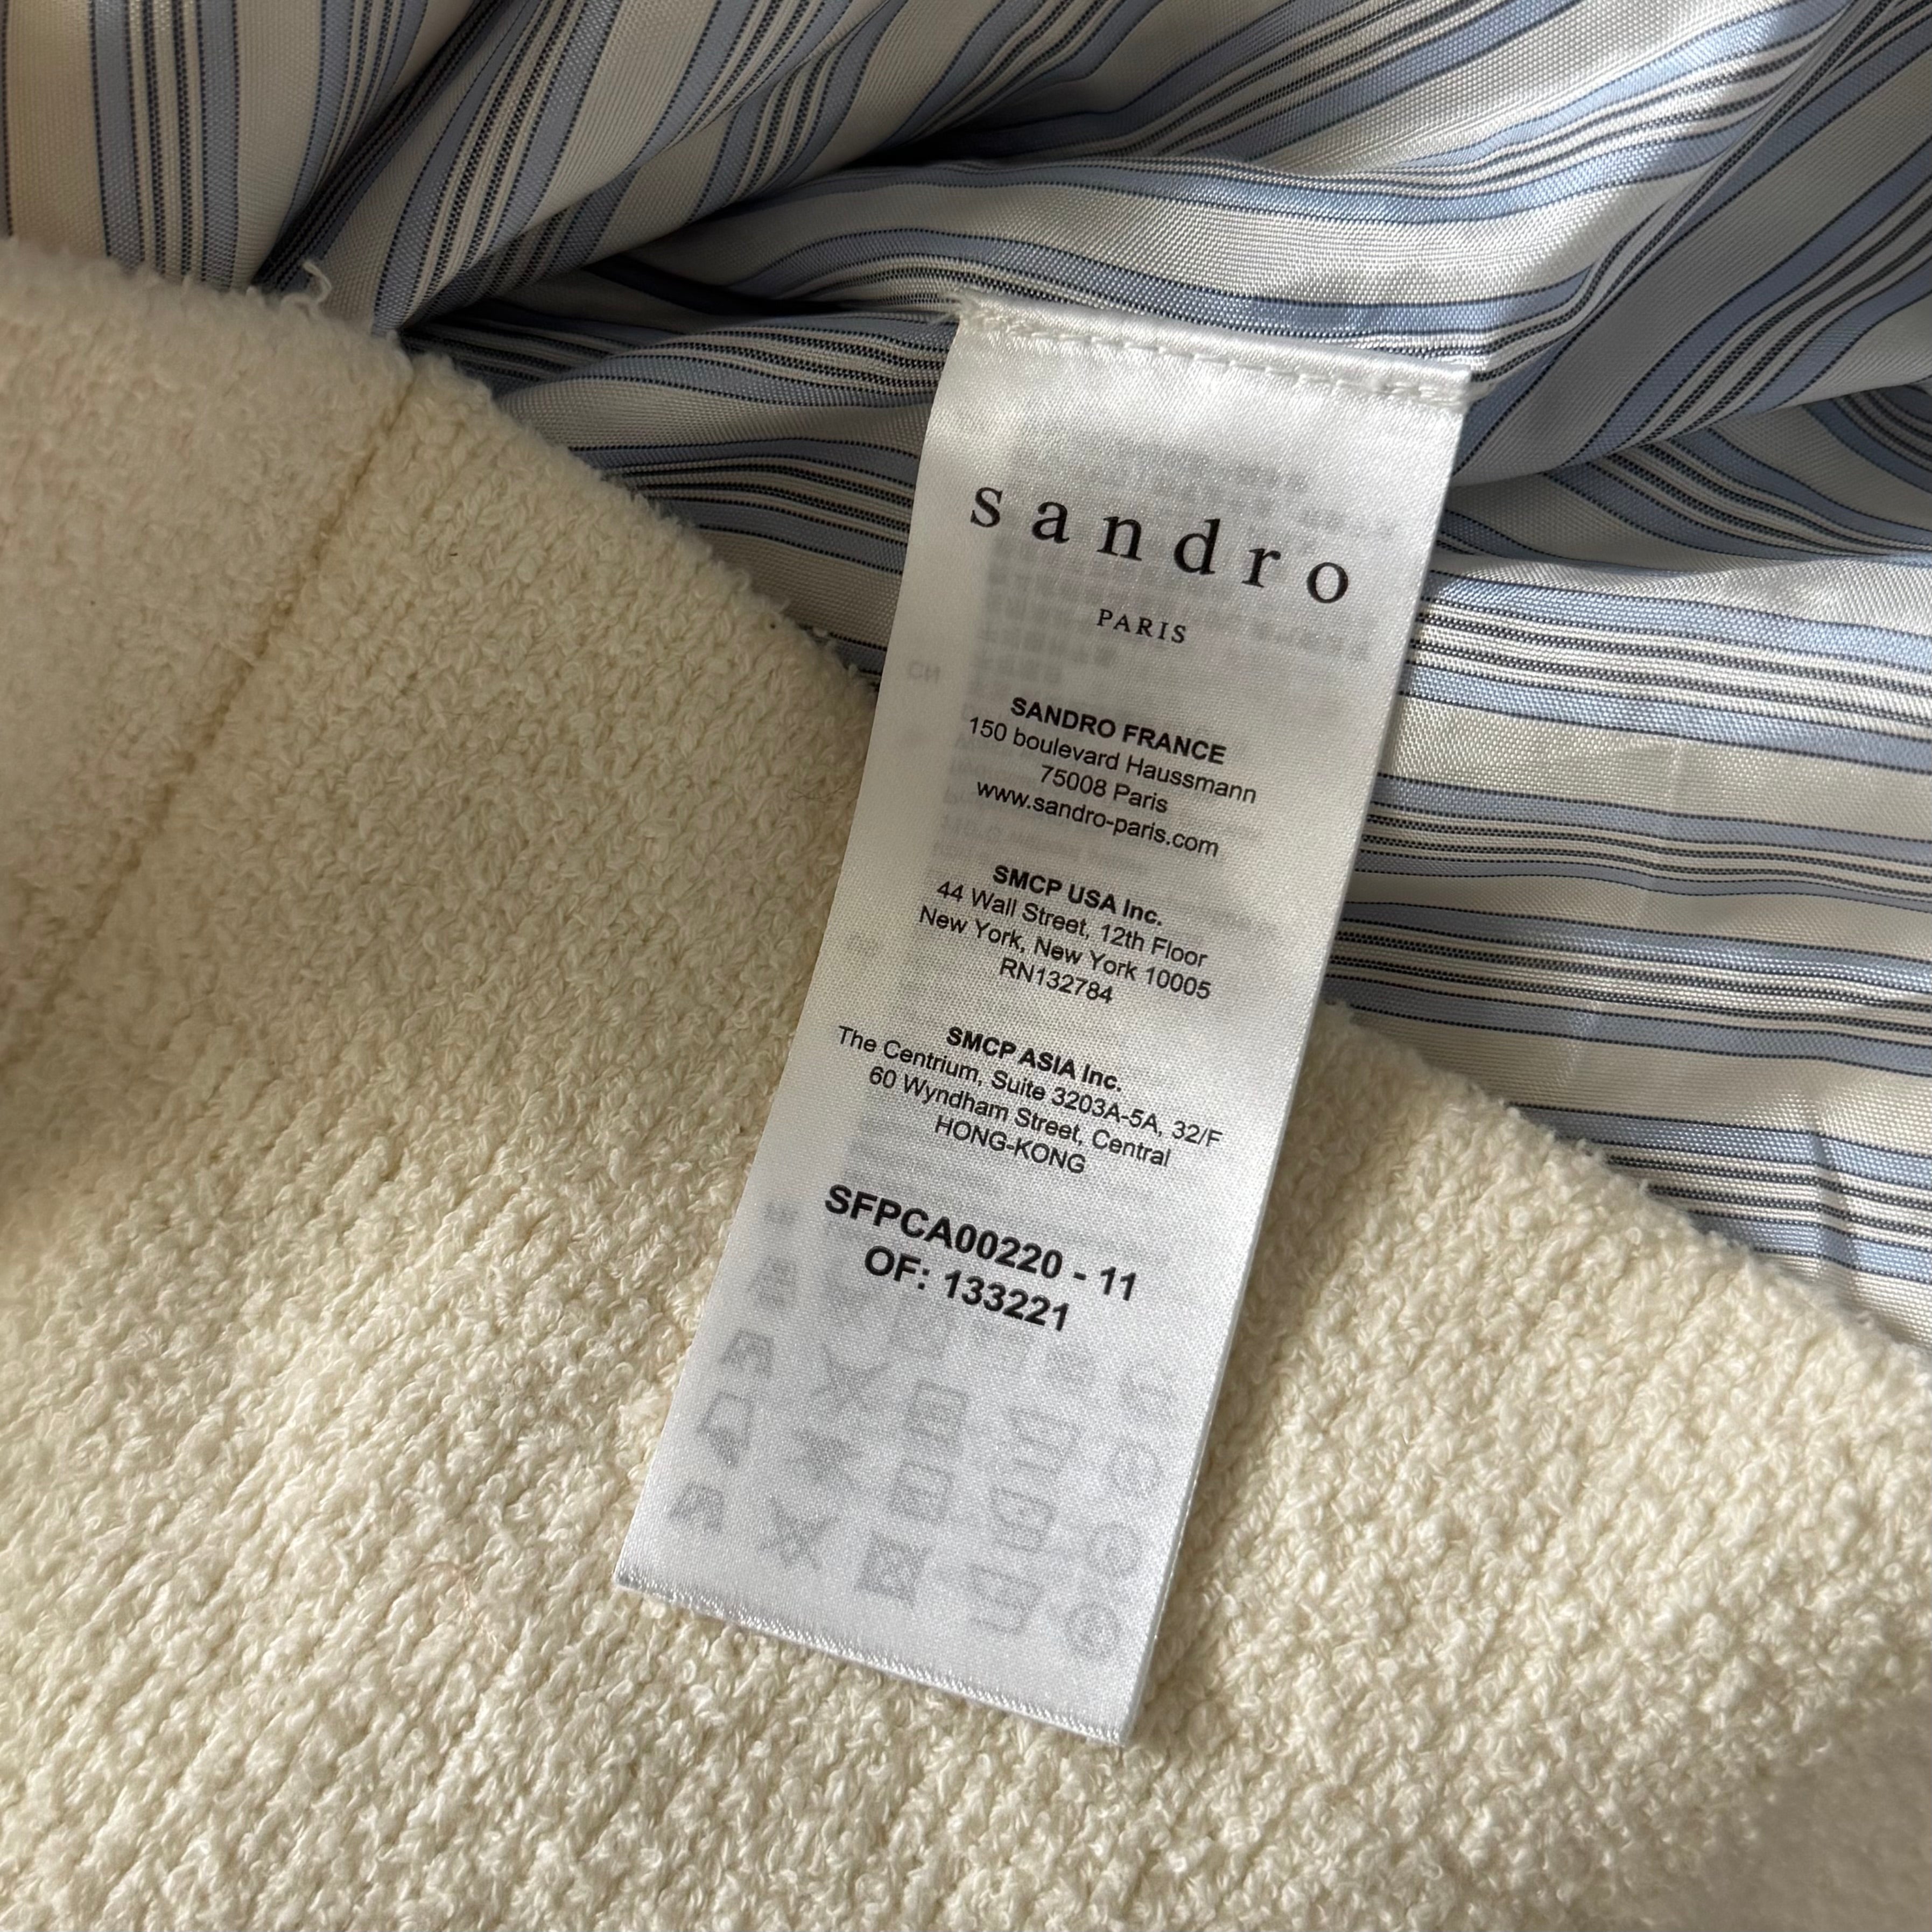 sandro
PARIS
SANDRO FRANCE
150 boulevard Haussmann
75008 Paris
www.sandro-paris.com
SMCP USA Inc.
44 Wall Street, 12th Floor
New York, New York 10005
RN132784
SMCP ASIA Inc.
The Centrium, Suite 3203A-5A, 32/F
60 Wyndham Street, Central
HONG-KONG
SFPCA00220 - 11
OF: 133221